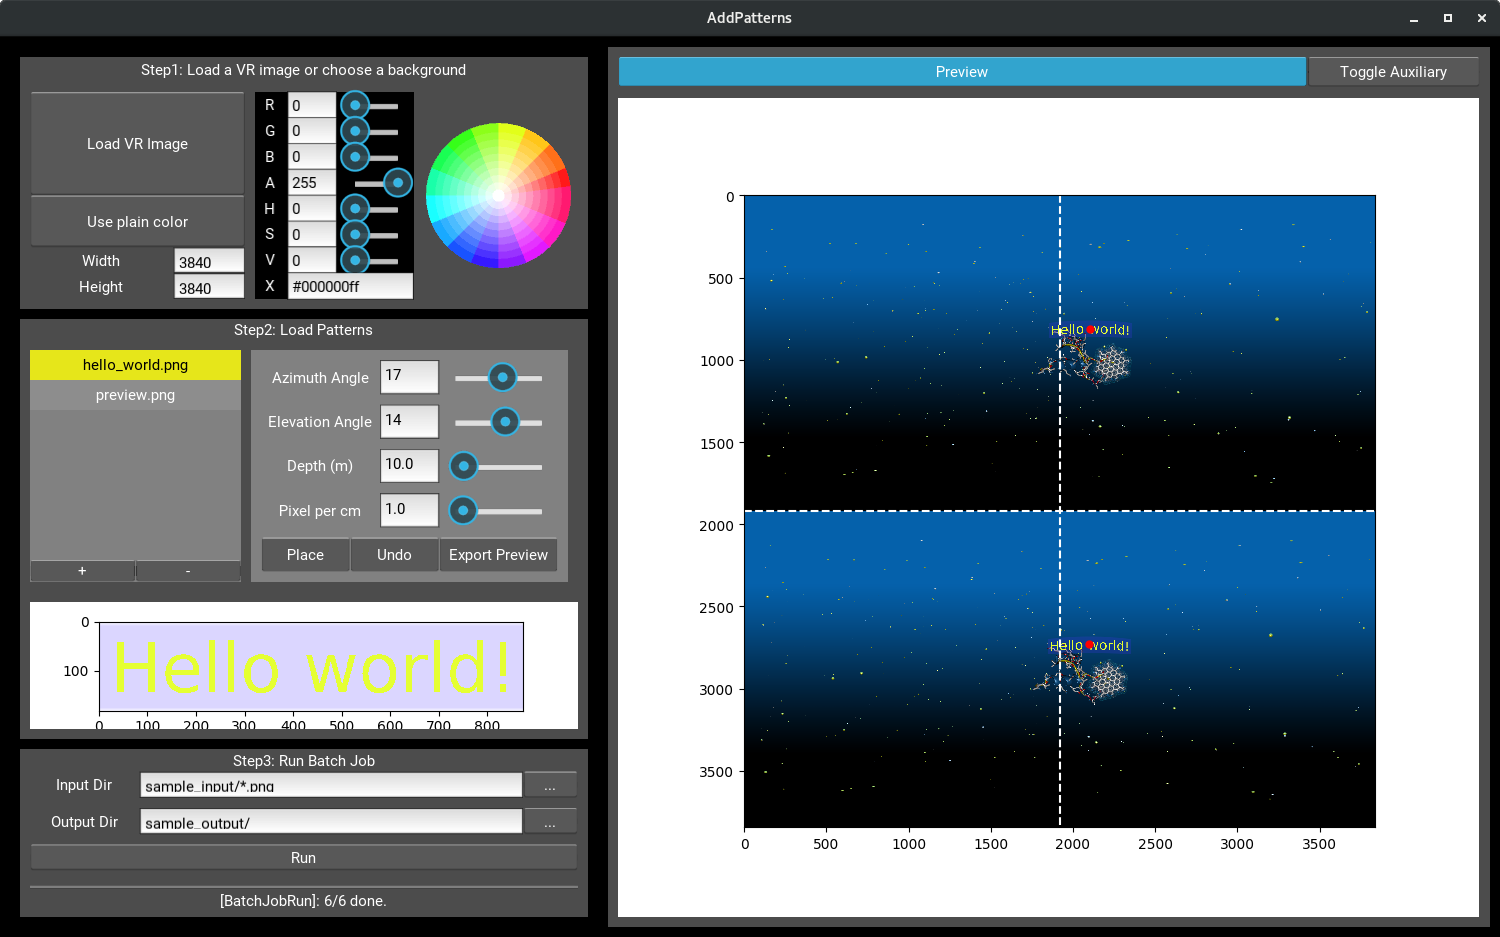 AddPatterns
Step1: Load a VR image or choose a background
Load VR Image
Use plain color
Width 3840
Height 3840
R 0
G 0
B 0
A 255
H 0
S 0
V 0
X #000000ff
Step2: Load Patterns
hello_world.png
preview.png
+ -
Azimuth Angle 17
Elevation Angle 14
Depth (m) 10.0
Pixel per cm 1.0
Place Undo Export Preview
0
100
Hello world!
0 100 200 300 400 500 600 700 800
Step3: Run Batch Job
Input Dir sample_input/*.png ...
Output Dir sample_output/ ...
Run
[BatchJobRun]: 6/6 done.
Preview Toggle Auxiliary
0
500
Hello world!
1000
1500
2000
2500
Hello world!
3000
3500
0 500 1000 1500 2000 2500 3000 3500